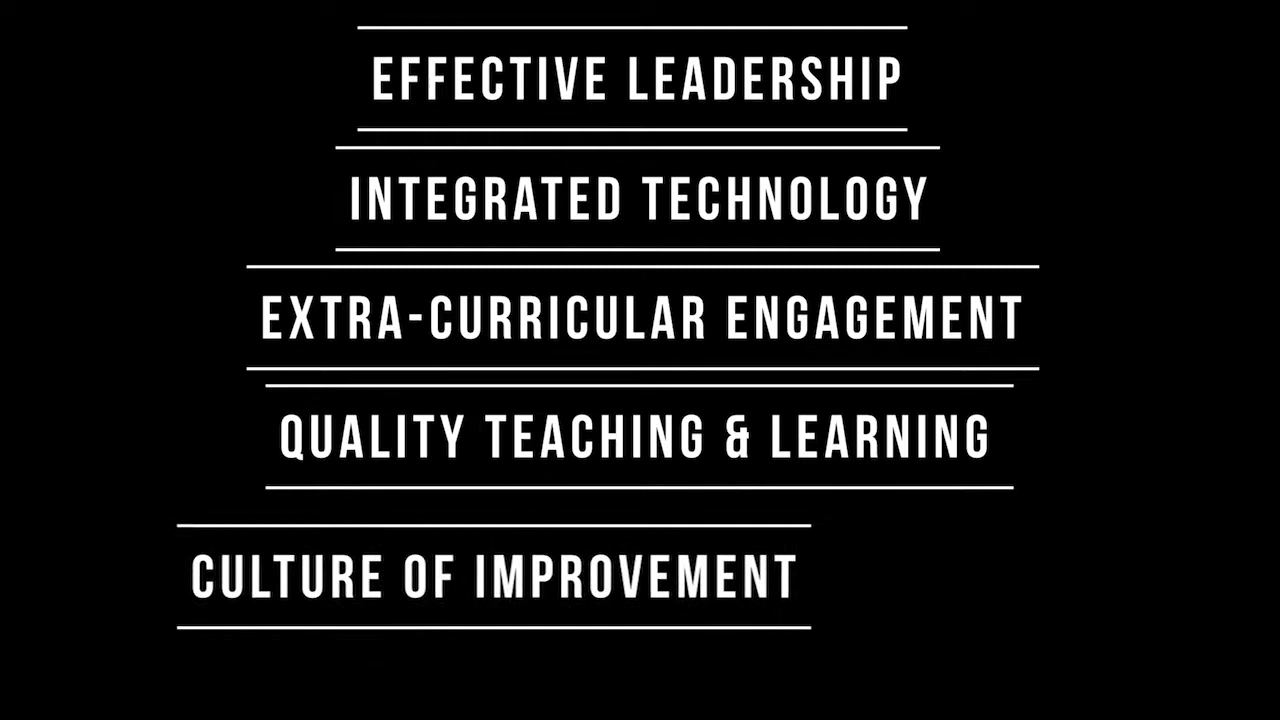 EFFECTIVE LEADERSHIP
INTEGRATED TECHNOLOGY
EXTRA-CURRICULAR ENGAGEMENT
QUALITY TEACHING & LEARNING
CULTURE OF IMPROVEMENT